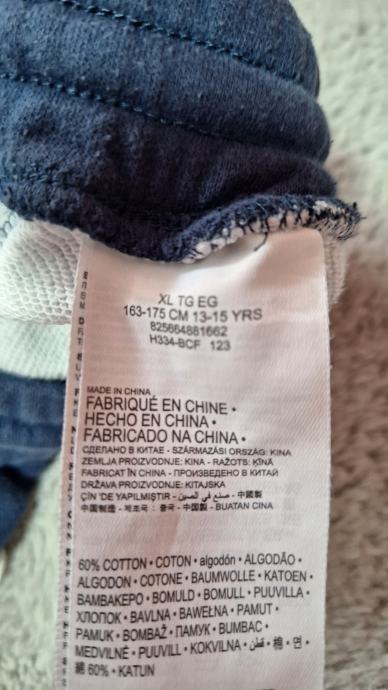 XL TG EG
163-175 CM 13-15 YRS
825664881662
H334-BCF 123
MADE IN CHINA
FABRIQUÉ EN CHINE •
HECHO EN CHINA •
FABRICADO NA CHINA •
СДЕЛАНО В КИТАЕ - SZÁRMAZÁSI ORSZÁG: KINA
ZEMLJA PROIZVODNJE: KINA - RAŽOTS: ĶĪNĀ
FABRICAT ÎN CHINA - ПРОИЗВЕДЕНО В КИТАЙ
DRŽAVA PROIZVODNJE: KITAJSKA
ÇİN 'DE YAPILMIŞTIR - صنع في الصين - 中國製
中国制造 - 제조국 : 중국 - 中国製 - BUATAN CINA
60% COTTON • COTON • algodón • ALGODÃO •
ALGODON • COTONE • BAUMWOLLE • KATOEN •
ΒΑΜΒΑΚΕΡΟ • BOMULD • BOMULL • PUUVILLA •
ХЛОПОК • BAVLNA • BAWEŁNA • PAMUT •
PAMUK • BOMBAŽ • ПАМУК • BUMBAC •
MEDVILNĖ • PUUVILL • KOKVILNA • قطن • 棉 • 면 •
綿 60% • KATUN